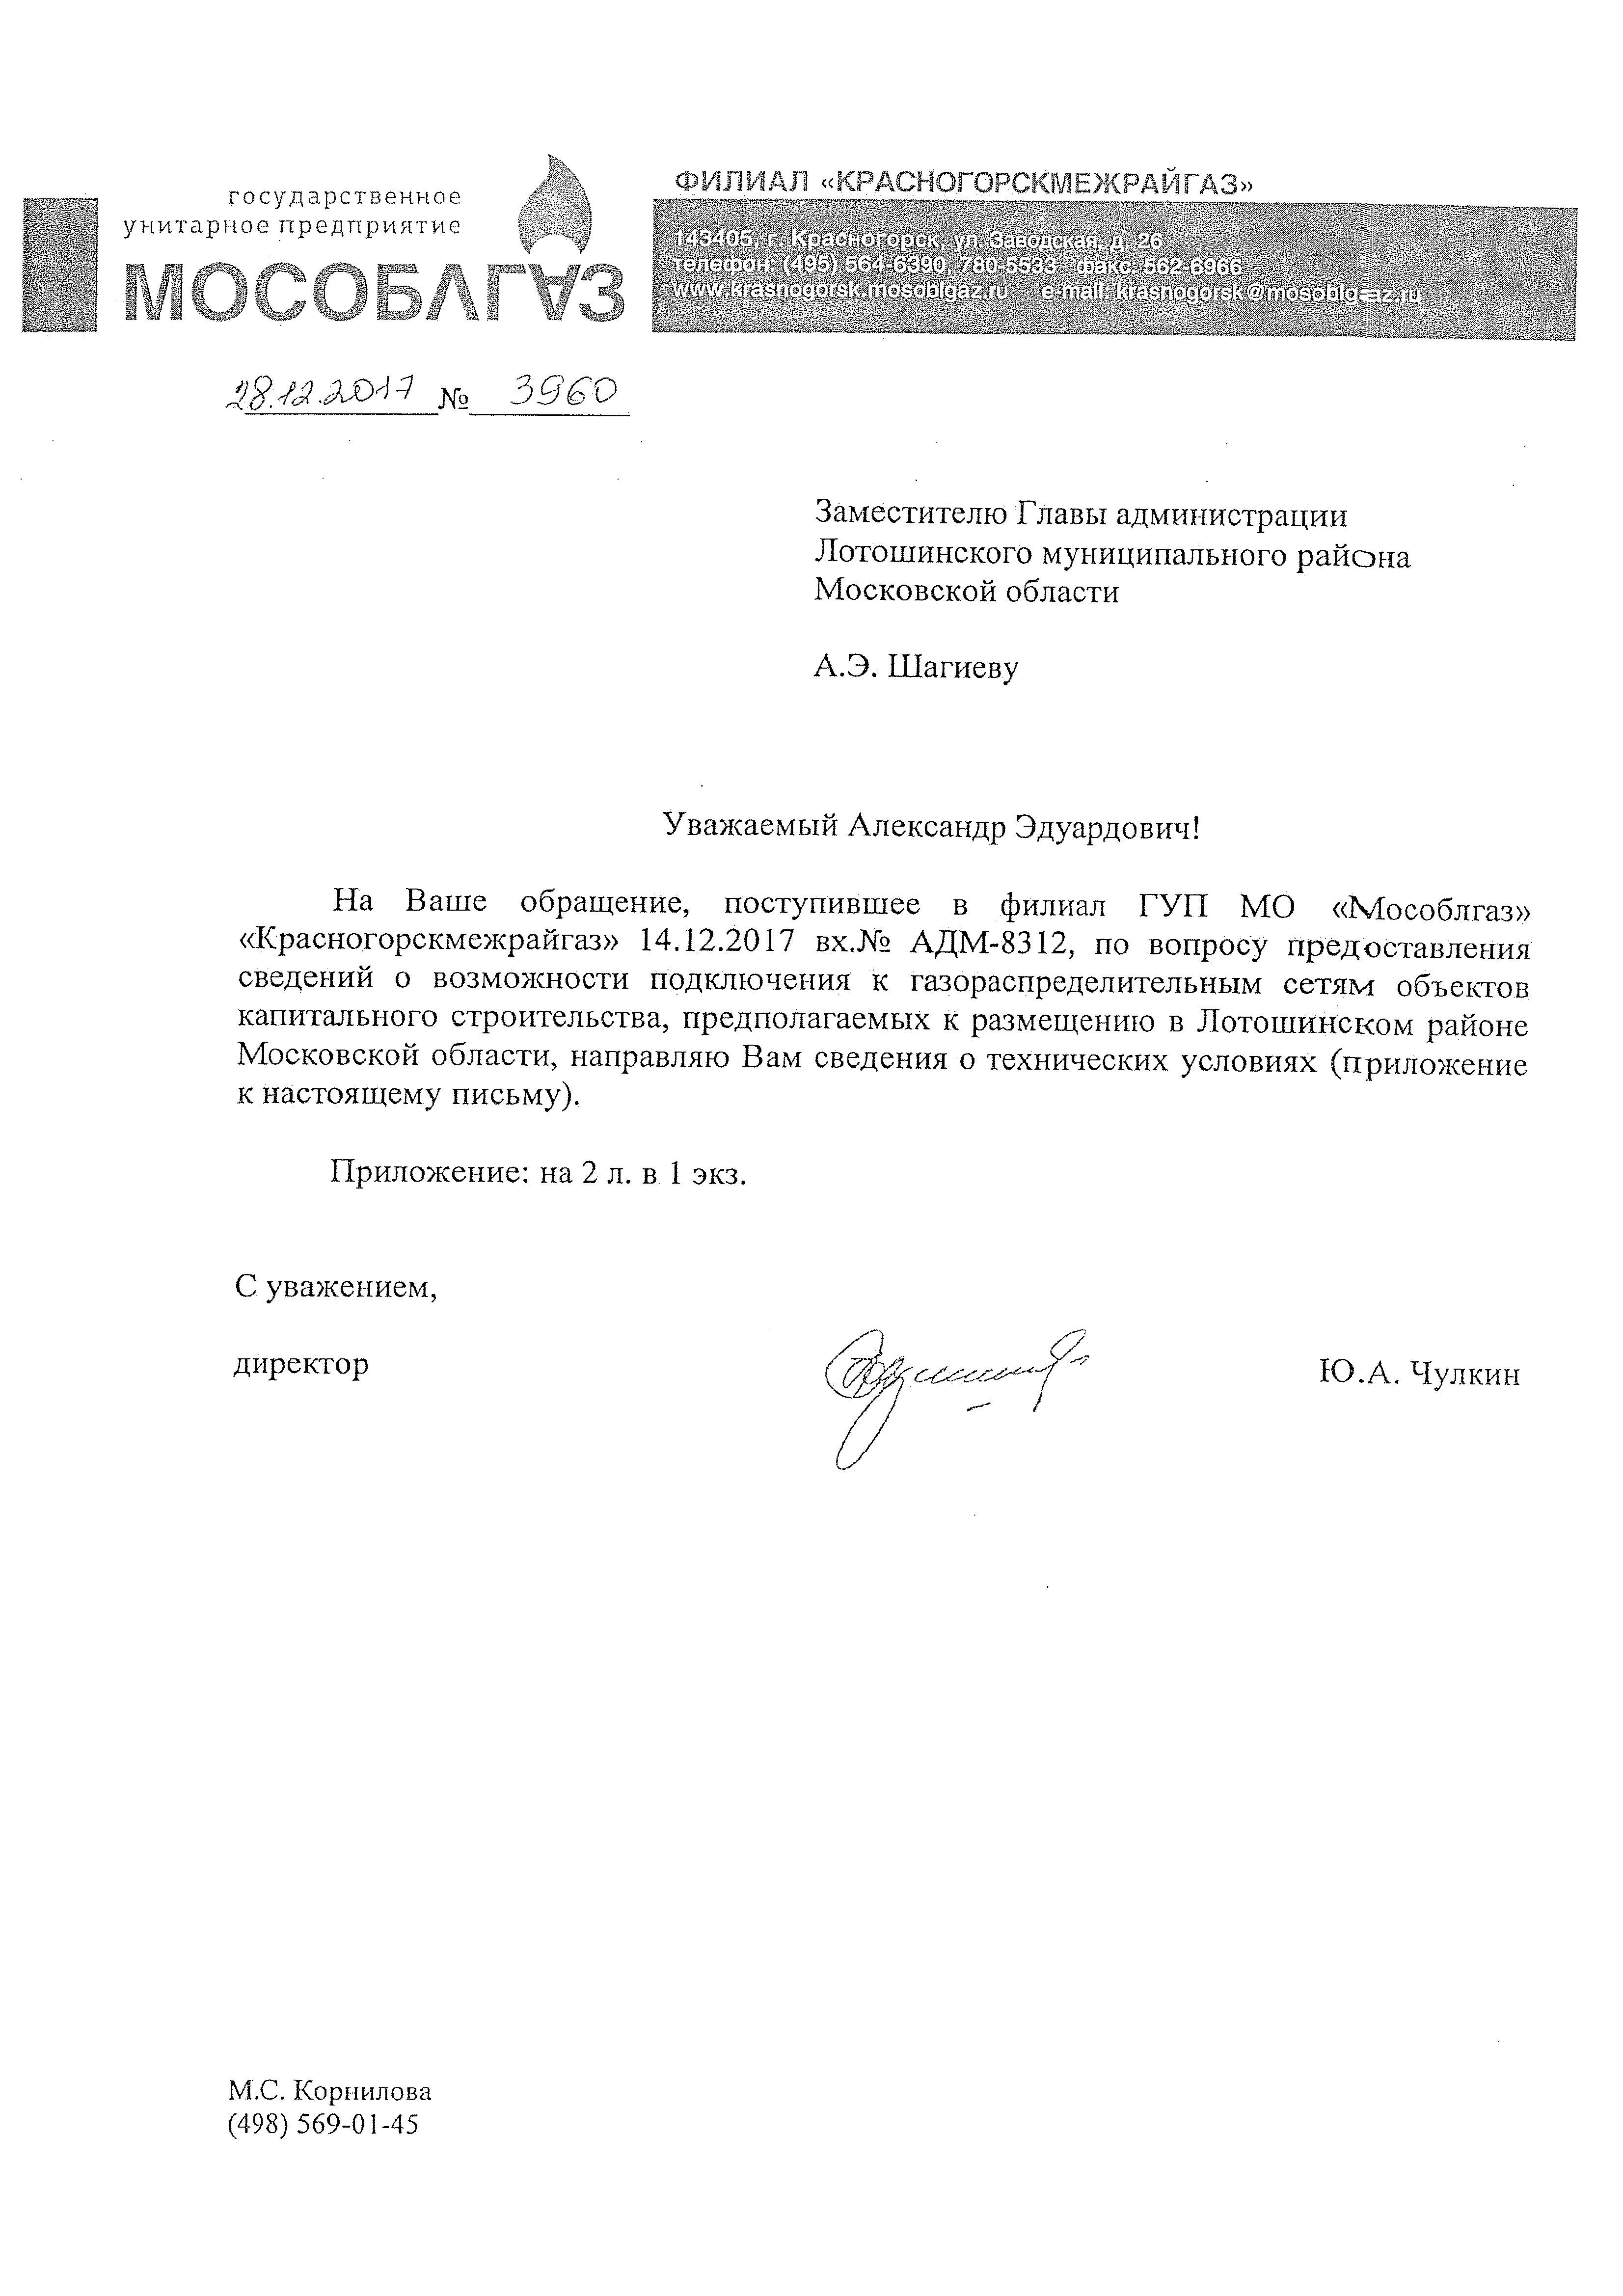 государственное
унитарное предприятие
МОСОБЛГАЗ
ФИЛИАЛ «КРАСНОГОРСКМЕЖРАЙГАЗ»
143405, г. Красногорск, ул. Заводская, д. 26
телефон: (495) 564-6390, 780-5533 факс: 562-6966
www.krasnogorsk.mosoblgaz.ru e-mail: krasnogorsk@mosoblgaz.ru
28.12.2017 № 3960
Заместителю Главы администрации
Лотошинского муниципального района
Московской области
А.Э. Шагиеву
Уважаемый Александр Эдуардович!
На Ваше обращение, поступившее в филиал ГУП МО «Мособлгаз»
«Красногорскмежрайгаз» 14.12.2017 вх.№ АДМ-8312, по вопросу предоставления
сведений о возможности подключения к газораспределительным сетям объектов
капитального строительства, предполагаемых к размещению в Лотошинском районе
Московской области, направляю Вам сведения о технических условиях (приложение
к настоящему письму).
Приложение: на 2 л. в 1 экз.
С уважением,
директор
Ю.А. Чулкин
М.С. Корнилова
(498) 569-01-45